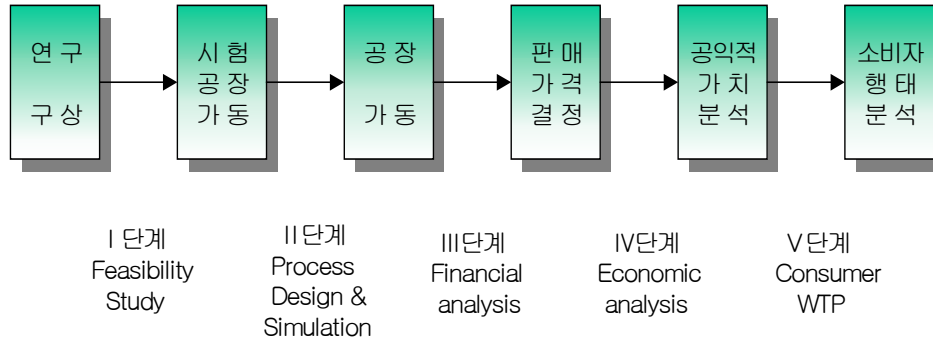 연 구
구 상
시 험
공 장
가 동
공 장
가 동
판 매
가 격
결 정
공익적
가 치
분 석
소비자
행 태
분 석
I 단계
Feasibility
Study
II단계
Process
Design &
Simulation
III단계
Financial
analysis
IV단계
Economic
analysis
V단계
Consumer
WTP